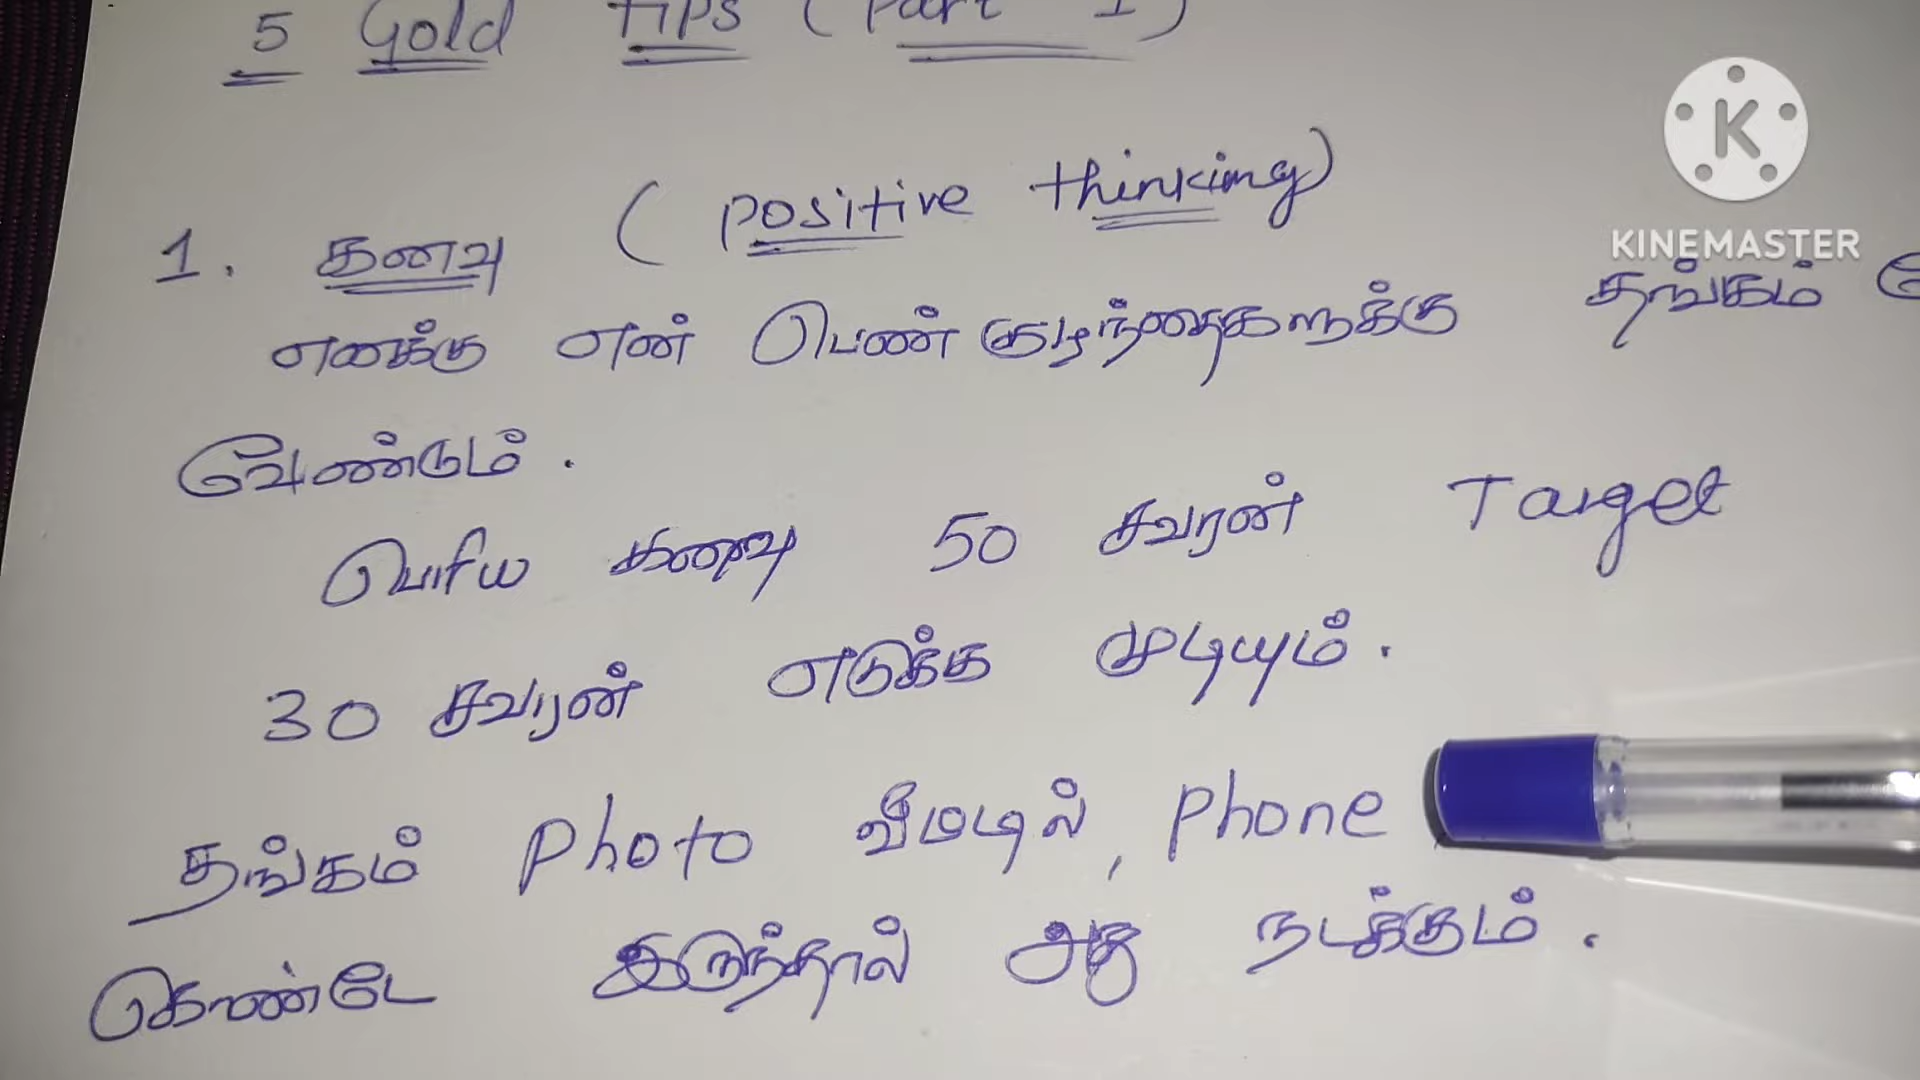 5 Gold Tips (Part 1)
1. கனவு (positive thinking)
KINEMASTER
எனக்கு என் பெண் குழந்தைகளுக்கு தங்கம்
வேண்டும்.
பெரிய கனவு 50 சவரன் Target
30 சவரன் எடுக்க முடியும்.
தங்கம் Photo வீட்டில், Phone
கொண்டே இருந்தால் அது நடக்கும்.